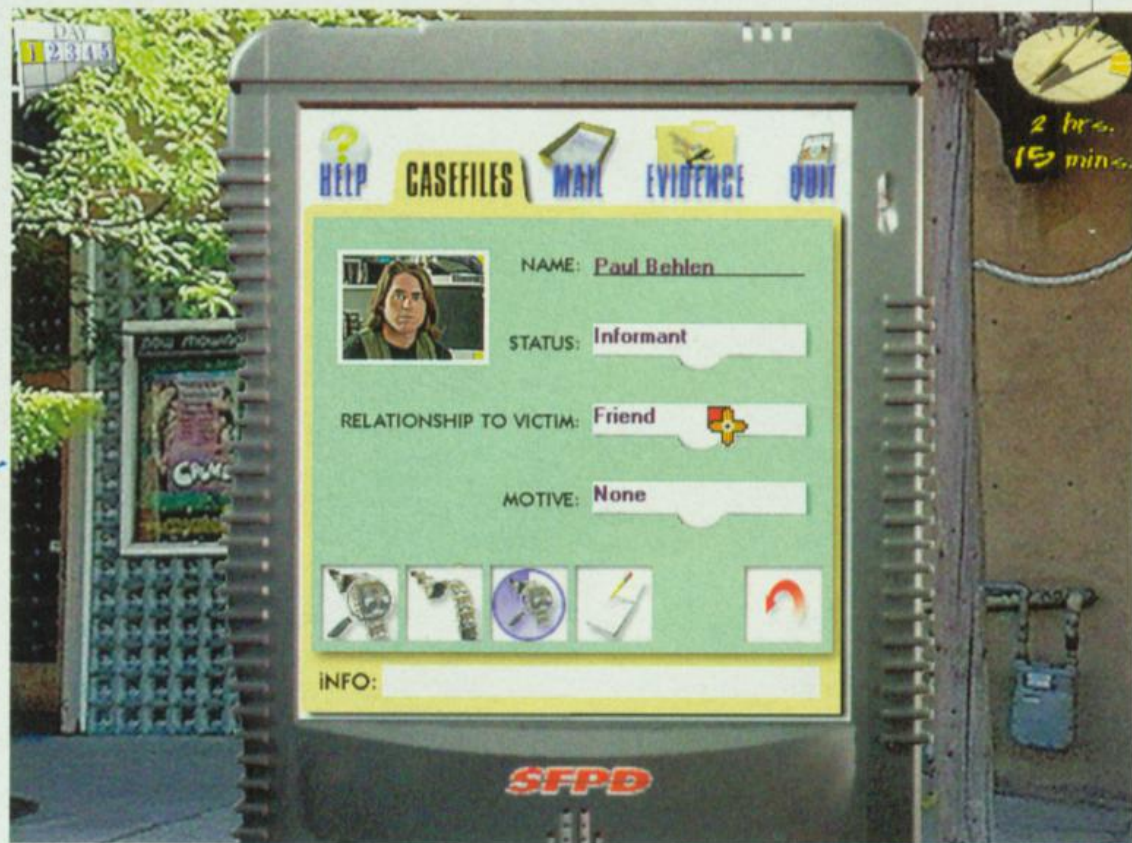 DAY
1 2 3 4 5
2 hrs.
15 mins.
?
HELP
CASEFILES
MAIL
EVIDENCE
QUIT
NAME: Paul Behlen
STATUS: Informant
RELATIONSHIP TO VICTIM: Friend
MOTIVE: None
iNFO:
SFPD